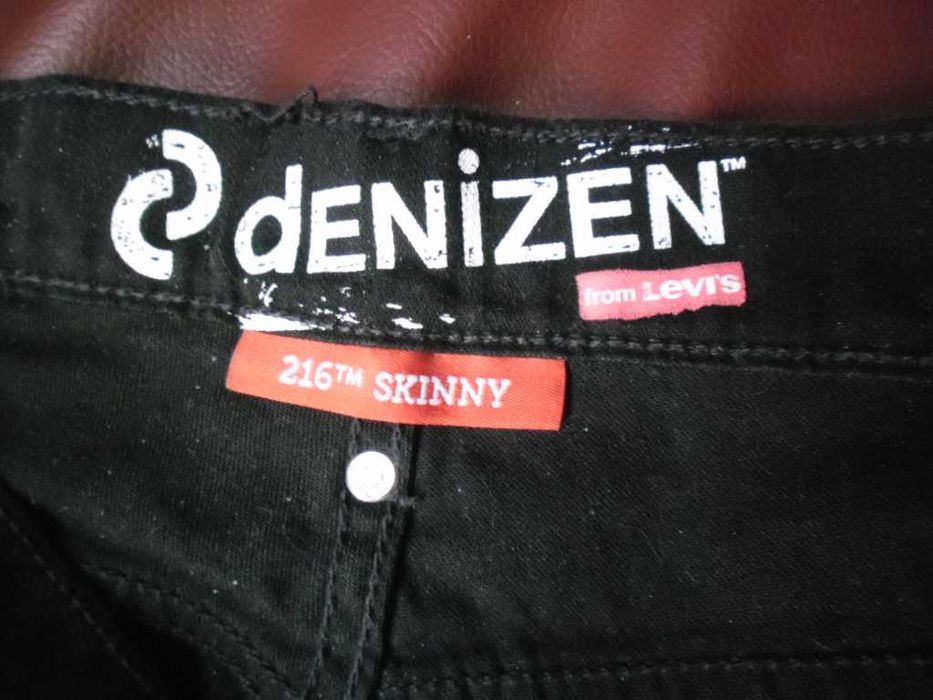 dENiZEN™
from Levi's
216™ SKINNY